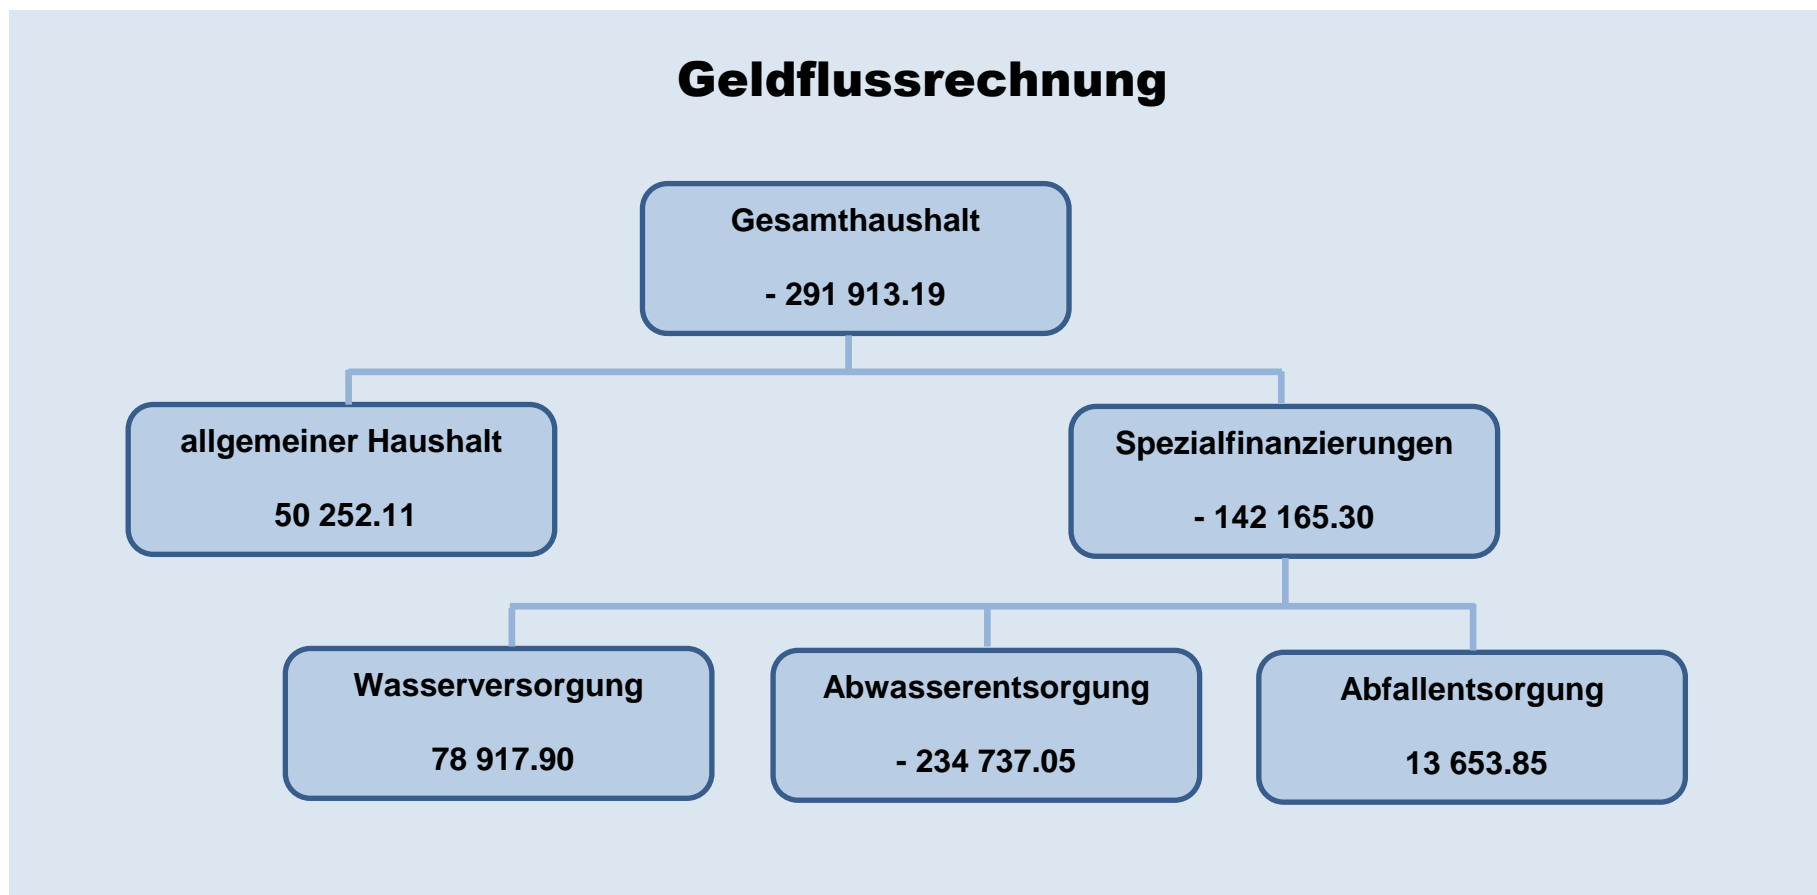 Geldflussrechnung
Gesamthaushalt
- 291 913.19
allgemeiner Haushalt
50 252.11
Spezialfinanzierungen
- 142 165.30
Wasserversorgung
78 917.90
Abwasserentsorgung
- 234 737.05
Abfallentsorgung
13 653.85